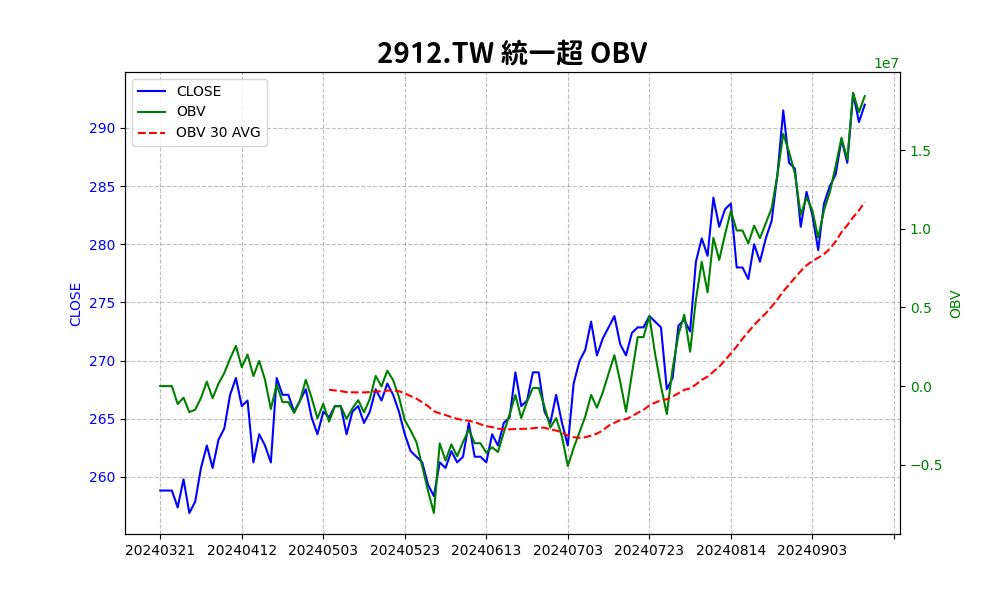 2912.TW 統一超 OBV
1e7
CLOSE
OBV
OBV 30 AVG
290
285
280
275
270
265
260
CLOSE
1.5
1.0
0.5
0.0
−0.5
OBV
20240321 20240412 20240503 20240523 20240613 20240703 20240723 20240814 20240903